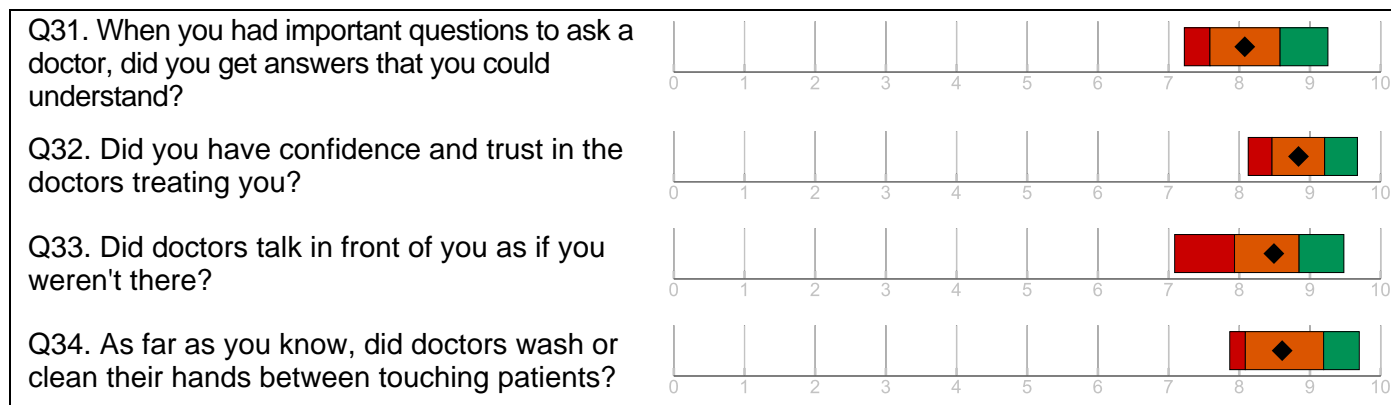 Q31. When you had important questions to ask a
doctor, did you get answers that you could
understand?
0 1 2 3 4 5 6 7 8 9 10
Q32. Did you have confidence and trust in the
doctors treating you?
0 1 2 3 4 5 6 7 8 9 10
Q33. Did doctors talk in front of you as if you
weren't there?
0 1 2 3 4 5 6 7 8 9 10
Q34. As far as you know, did doctors wash or
clean their hands between touching patients?
0 1 2 3 4 5 6 7 8 9 10